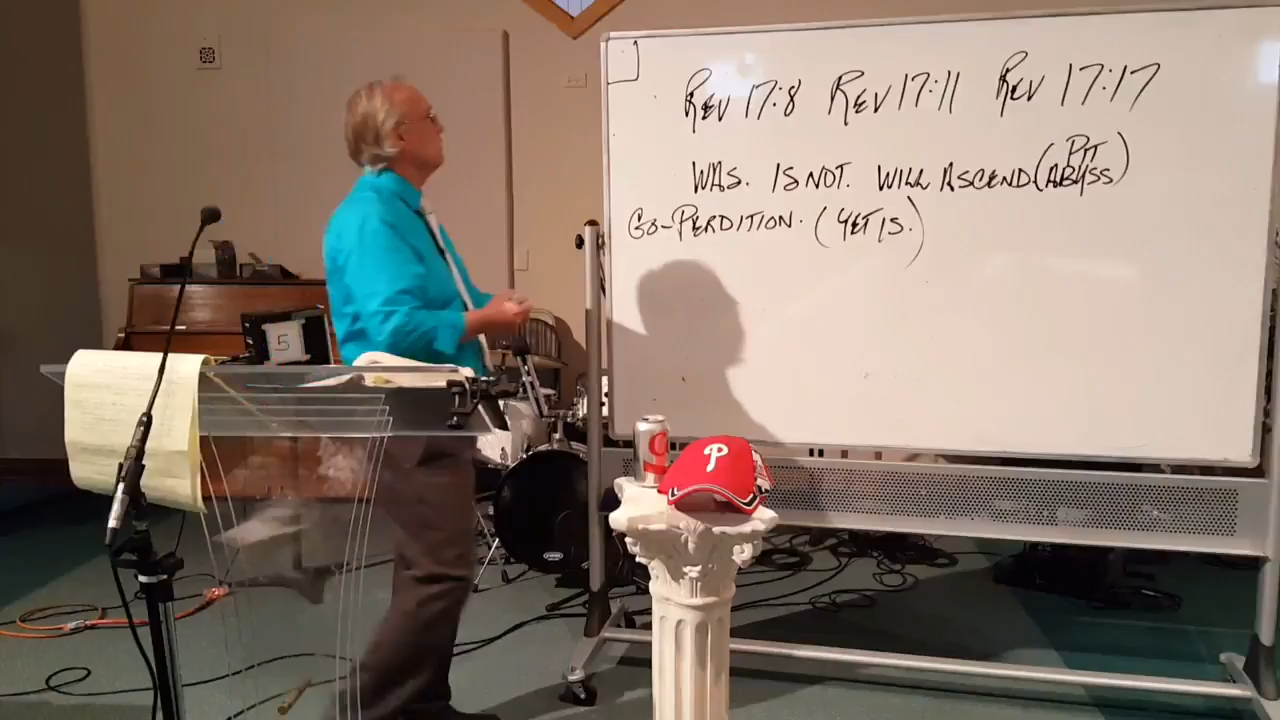 REV 17:8 REV 17:11 REV 17:17
WAS. IS NOT. WILL ASCEND (PIT ABYSS)
GO-PERDITION. (YET IS.)
5
P